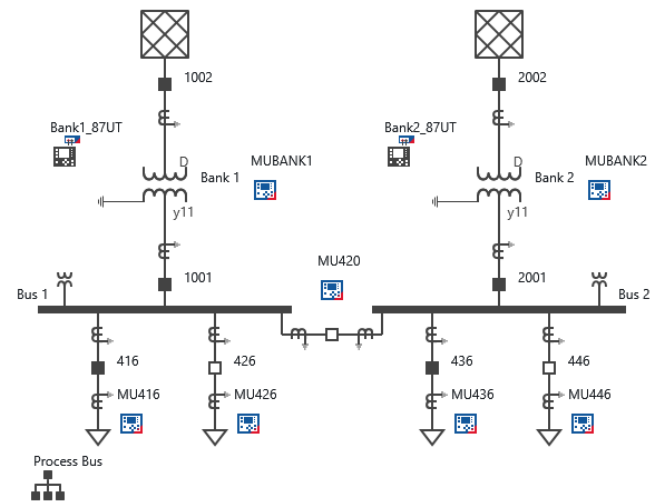 1002
2002
Bank1_87UT
Bank2_87UT
D
Bank 1
MUBANK1
D
Bank 2
MUBANK2
y11
y11
MU420
1001
2001
Bus 1
Bus 2
416
426
436
446
MU416
MU426
MU436
MU446
Process Bus